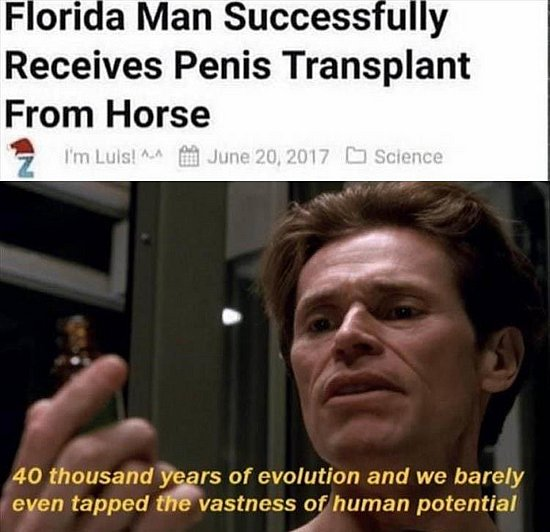 Florida Man Successfully
Receives Penis Transplant
From Horse
Z I'm Luis! ^-^ June 20, 2017 Science
40 thousand years of evolution and we barely
even tapped the vastness of human potential